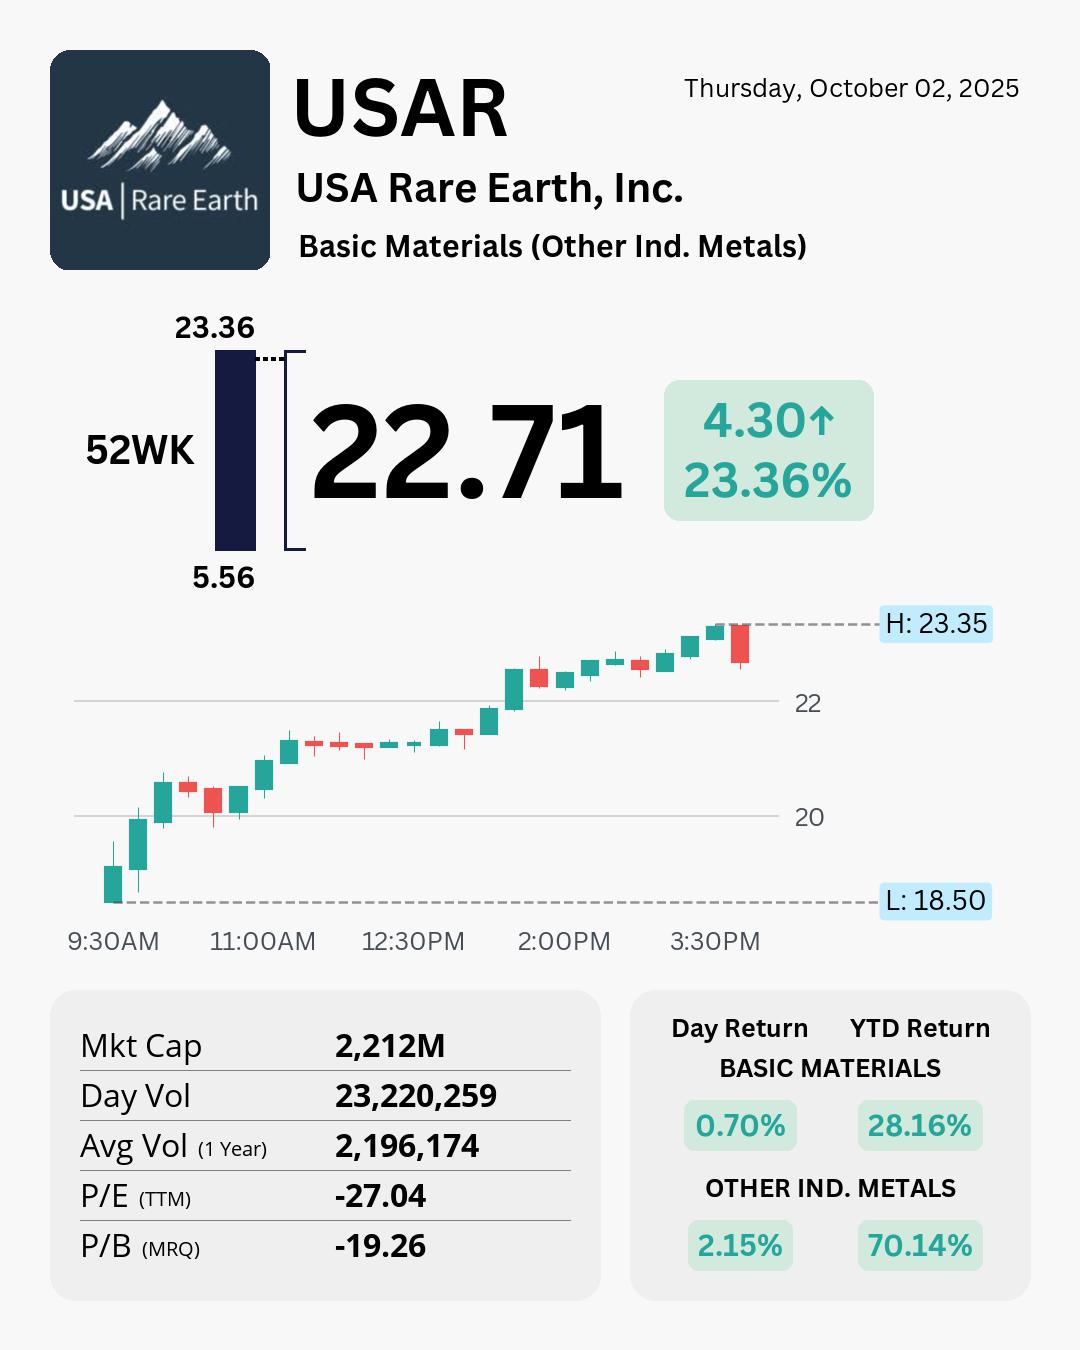 USA | Rare Earth
USAR
Thursday, October 02, 2025
USA Rare Earth, Inc.
Basic Materials (Other Ind. Metals)
23.36
52WK
22.71
4.30↑
23.36%
5.56
H: 23.35
22
20
L: 18.50
9:30AM 11:00AM 12:30PM 2:00PM 3:30PM
Mkt Cap 2,212M
Day Vol 23,220,259
Avg Vol (1 Year) 2,196,174
P/E (TTM) -27.04
P/B (MRQ) -19.26
Day Return YTD Return
BASIC MATERIALS
0.70% 28.16%
OTHER IND. METALS
2.15% 70.14%